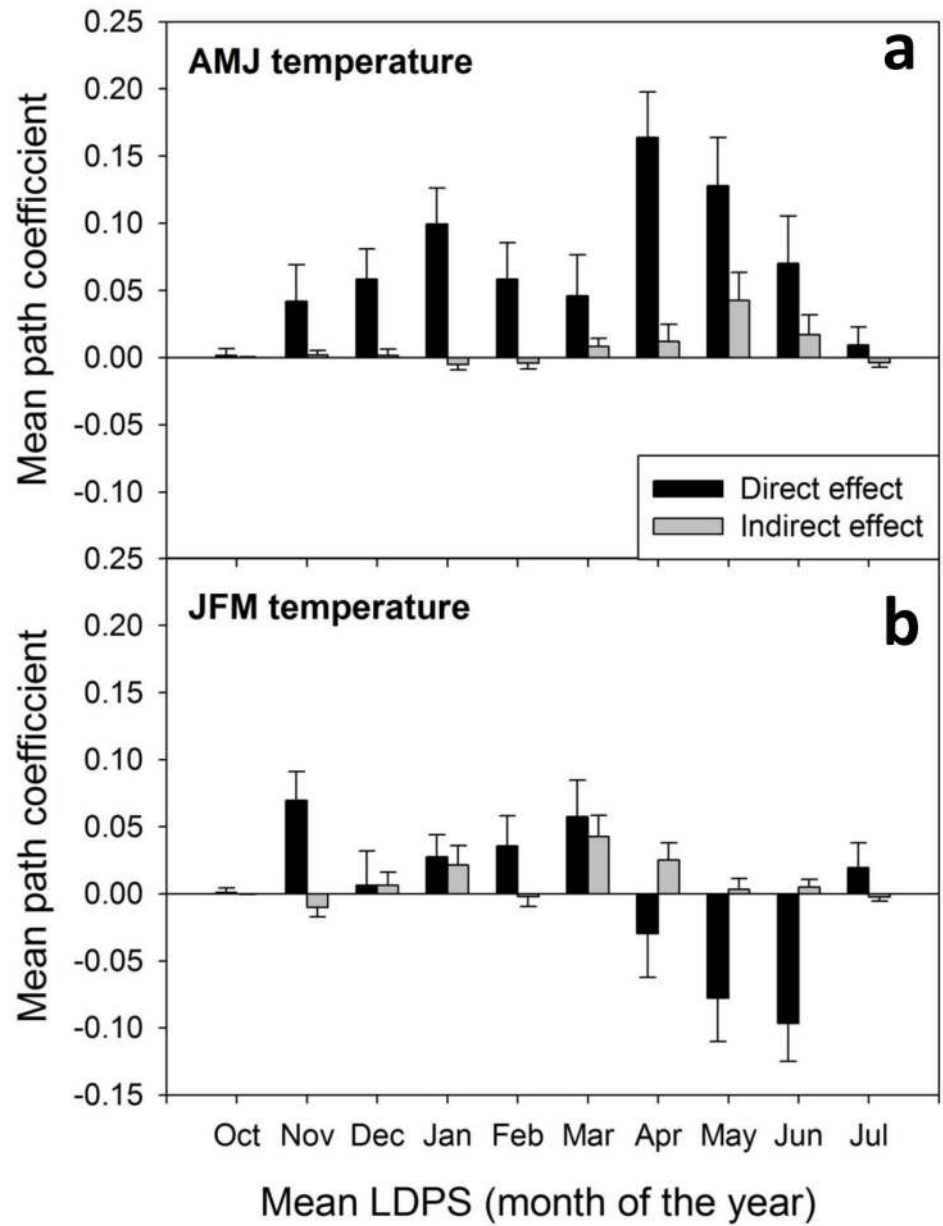 0.25
AMJ temperature
a
0.20
0.15
0.10
0.05
0.00
-0.05
-0.10
Mean path coefficcient
Direct effect
Indirect effect
0.25
JFM temperature
b
0.20
0.15
0.10
0.05
0.00
-0.05
-0.10
-0.15
Mean path coefficcient
Oct Nov Dec Jan Feb Mar Apr May Jun Jul
Mean LDPS (month of the year)